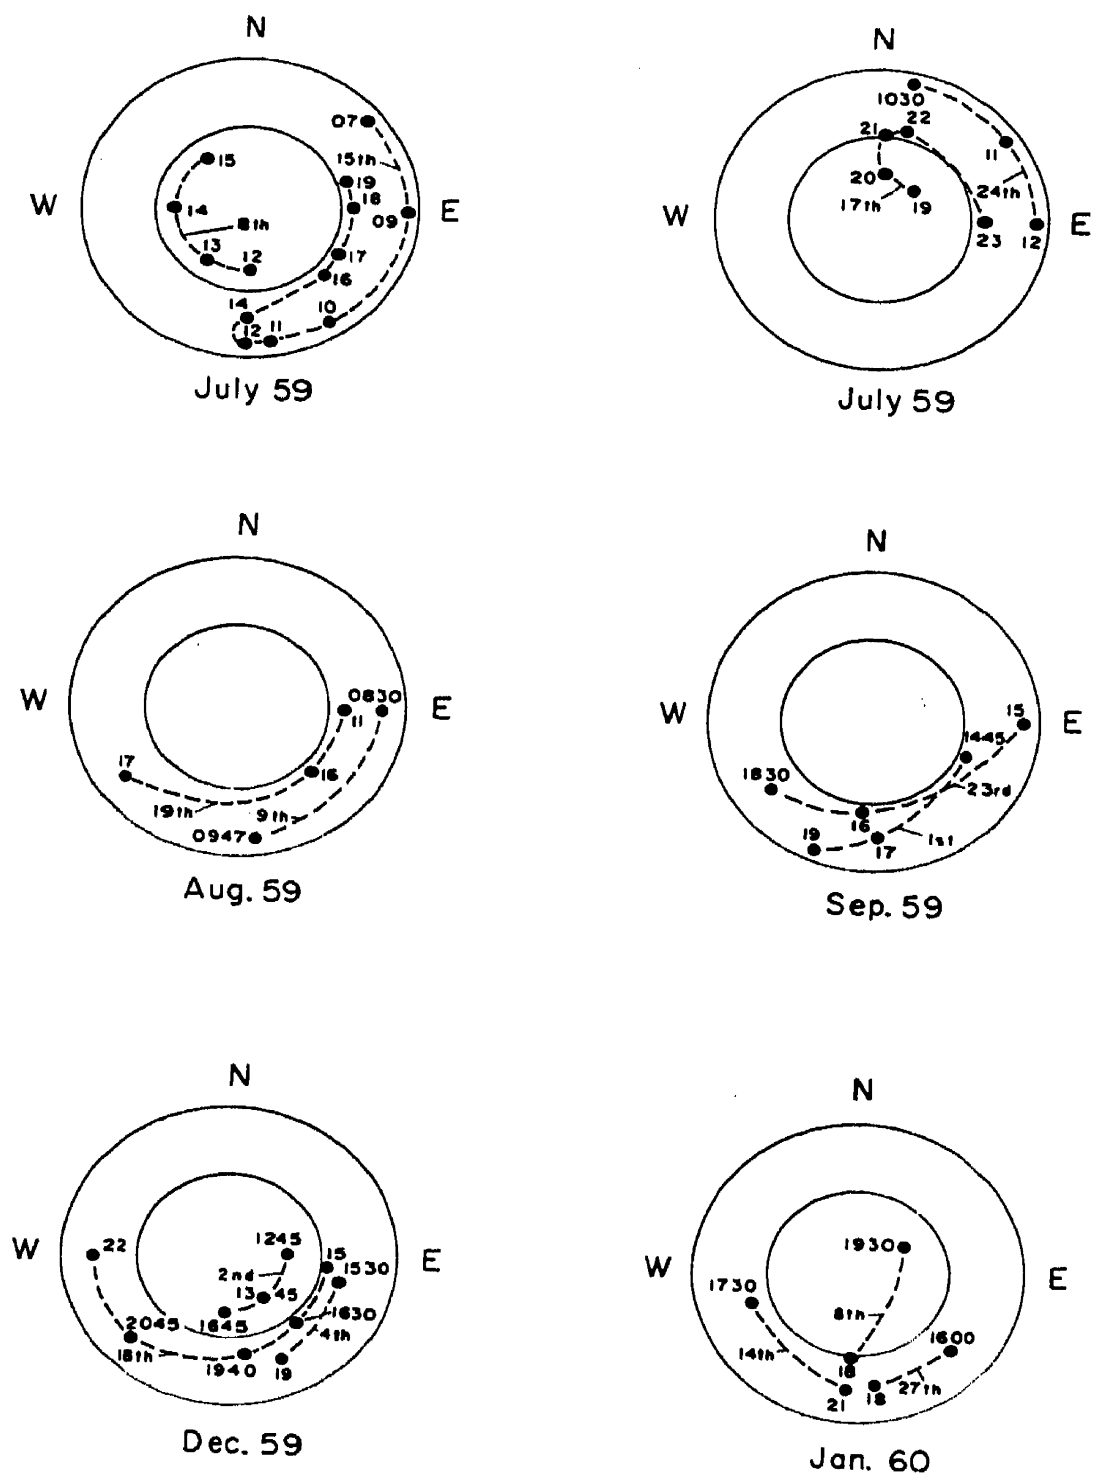 N
07
15
15th
19
W
14
18
E
8th
09
13
12
17
16
14
10
12
11
July 59
N
1030
21
22
11
20
24th
W
17th
19
23
12
E
July 59
N
0830
W
11
E
17
16
19th
9th
0947
Aug. 59
N
15
W
1445
E
1830
23rd
16
19
17
1st
Sep. 59
N
W
22
1245
15
E
2nd
1530
13
45
1645
1630
2045
4th
18th
1940
19
Dec. 59
N
1930
W
E
1730
8th
1600
14th
18
21
18
27th
Jan. 60